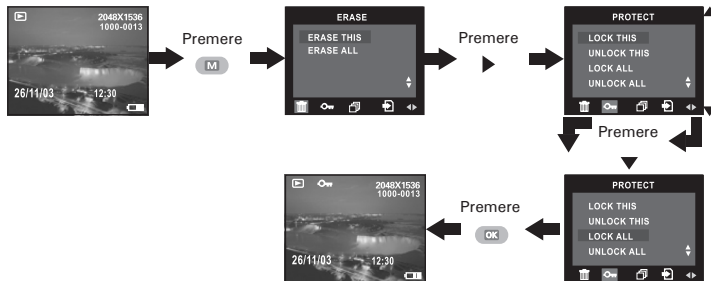 2048X1536
1000-0013
26/11/03 12:30
Premere
M
ERASE
ERASE THIS
ERASE ALL
Premere
PROTECT
LOCK THIS
UNLOCK THIS
LOCK ALL
UNLOCK ALL
Premere
PROTECT
LOCK THIS
UNLOCK THIS
LOCK ALL
UNLOCK ALL
Premere
OK
2048X1536
1000-0013
26/11/03 12:30